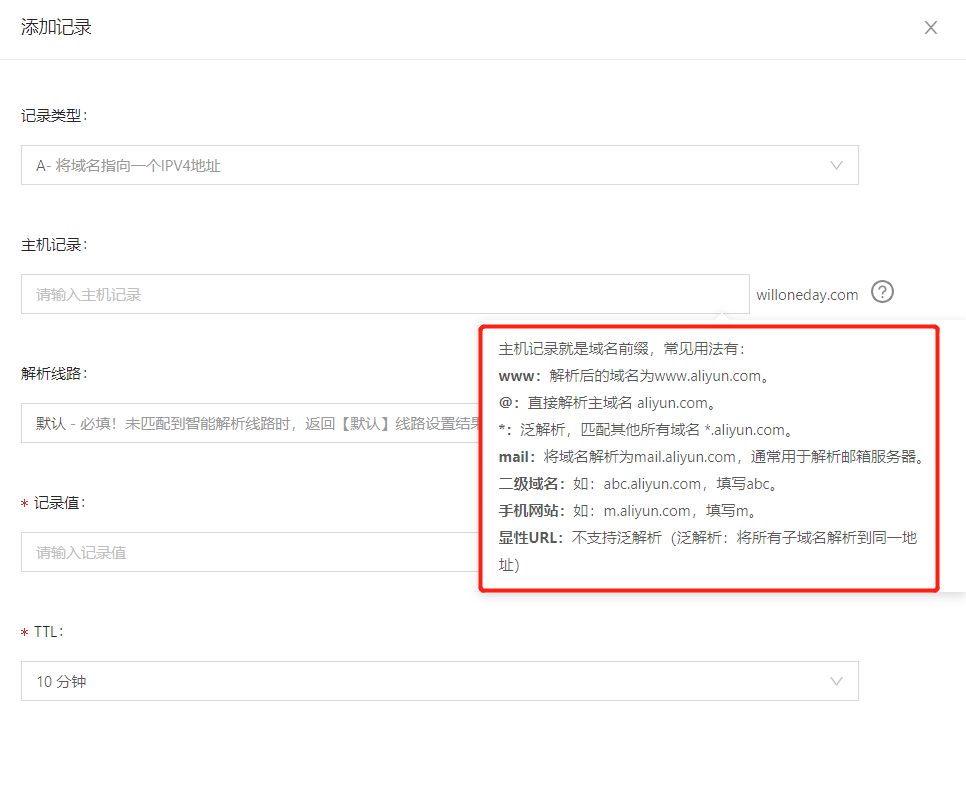 添加记录
记录类型：
A- 将域名指向一个IPV4地址
主机记录：
请输入主机记录
willoneday.com
?
主机记录就是域名前缀，常见用法有：
www：解析后的域名为www.aliyun.com。
@：直接解析主域名 aliyun.com。
*：泛解析，匹配其他所有域名 *.aliyun.com。
mail：将域名解析为mail.aliyun.com，通常用于解析邮箱服务器。
二级域名：如：abc.aliyun.com，填写abc。
手机网站：如：m.aliyun.com，填写m。
显性URL：不支持泛解析（泛解析：将所有子域名解析到同一地
址）
解析线路：
默认 - 必填！未匹配到智能解析线路时，返回【默认】线路设置结果
* 记录值：
请输入记录值
* TTL：
10 分钟